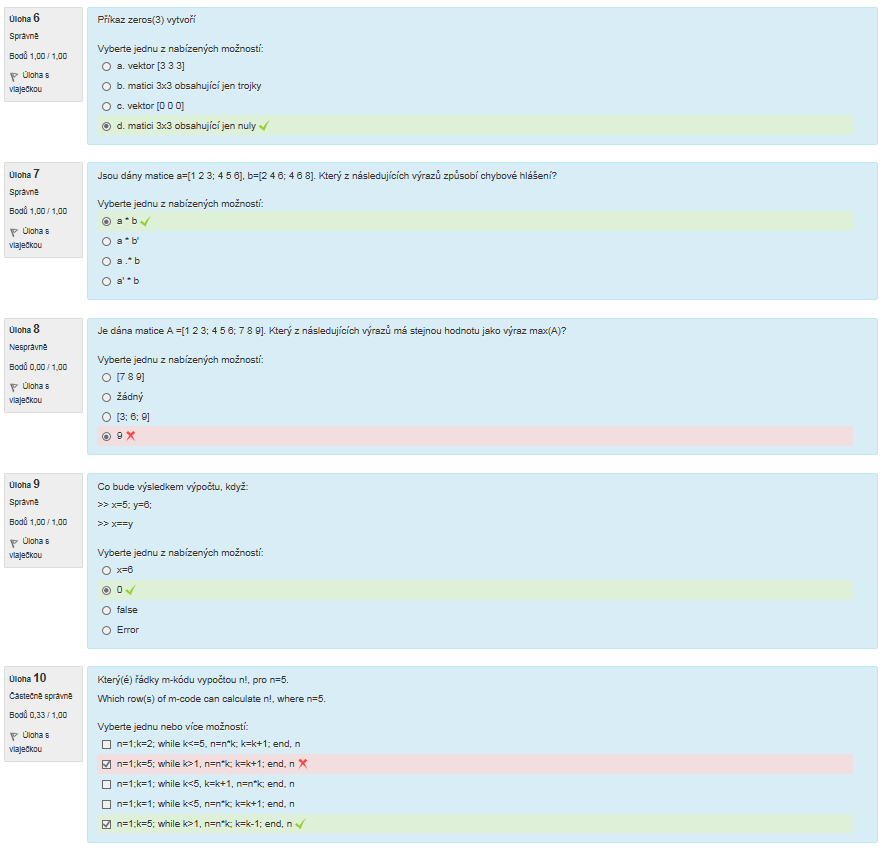 Úloha 6
Správně
Bodů 1,00 / 1,00
Úloha s
vlaječkou
Příkaz zeros(3) vytvoří
Vyberte jednu z nabízených možností:
a. vektor [3 3 3]
b. matici 3x3 obsahující jen trojky
c. vektor [0 0 0]
d. matici 3x3 obsahující jen nuly
Úloha 7
Správně
Bodů 1,00 / 1,00
Úloha s
vlaječkou
Jsou dány matice a=[1 2 3; 4 5 6], b=[2 4 6; 4 6 8]. Který z následujících výrazů způsobí chybové hlášení?
Vyberte jednu z nabízených možností:
a * b
a * b'
a .* b
a' * b
Úloha 8
Nesprávně
Bodů 0,00 / 1,00
Úloha s
vlaječkou
Je dána matice A =[1 2 3; 4 5 6; 7 8 9]. Který z následujících výrazů má stejnou hodnotu jako výraz max(A)?
Vyberte jednu z nabízených možností:
[7 8 9]
žádný
[3; 6; 9]
9
Úloha 9
Správně
Bodů 1,00 / 1,00
Úloha s
vlaječkou
Co bude výsledkem výpočtu, když:
>> x=5; y=6;
>> x==y
Vyberte jednu z nabízených možností:
x=6
0
false
Error
Úloha 10
Částečně správně
Bodů 0,33 / 1,00
Úloha s
vlaječkou
Který(é) řádky m-kódu vypočtou n!, pro n=5.
Which row(s) of m-code can calculate n!, where n=5.
Vyberte jednu nebo více možností:
n=1;k=2; while k<=5, n=n*k; k=k+1; end, n
n=1;k=5; while k>1, n=n*k; k=k+1; end, n
n=1;k=1; while k<5, k=k+1, n=n*k; end, n
n=1;k=1; while k<5, n=n*k; k=k+1; end, n
n=1;k=5; while k>1, n=n*k; k=k-1; end, n